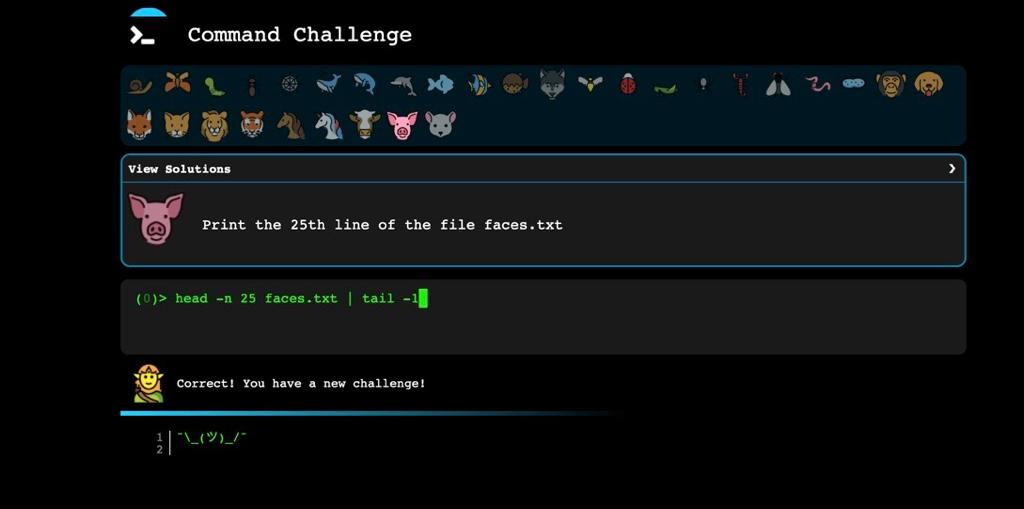 Command Challenge
View Solutions
Print the 25th line of the file faces.txt
(0)> head -n 25 faces.txt | tail -1
Correct! You have a new challenge!
1 ¯\_(ツ)_/¯
2